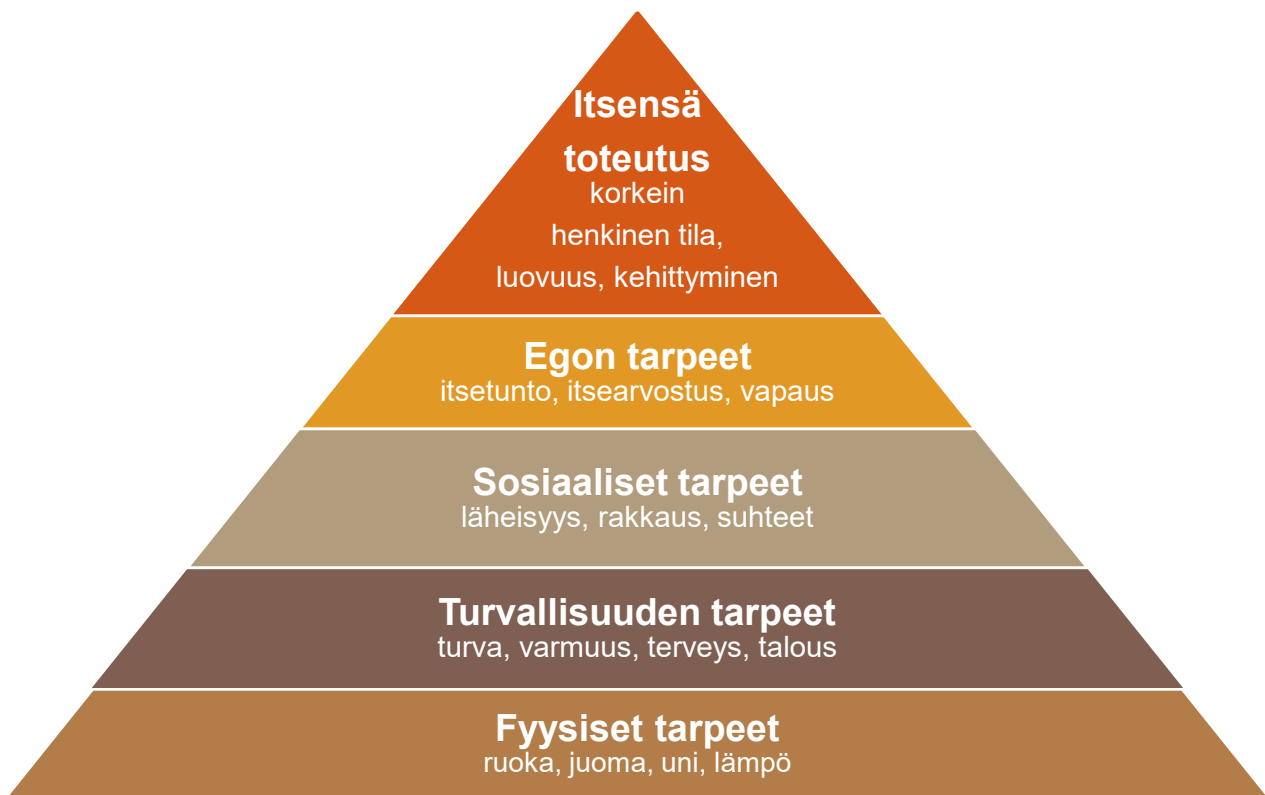 Itsensä
toteutus
korkein
henkinen tila,
luovuus, kehittyminen
Egon tarpeet
itsetunto, itsearvostus, vapaus
Sosiaaliset tarpeet
läheisyys, rakkaus, suhteet
Turvallisuuden tarpeet
turva, varmuus, terveys, talous
Fyysiset tarpeet
ruoka, juoma, uni, lämpö